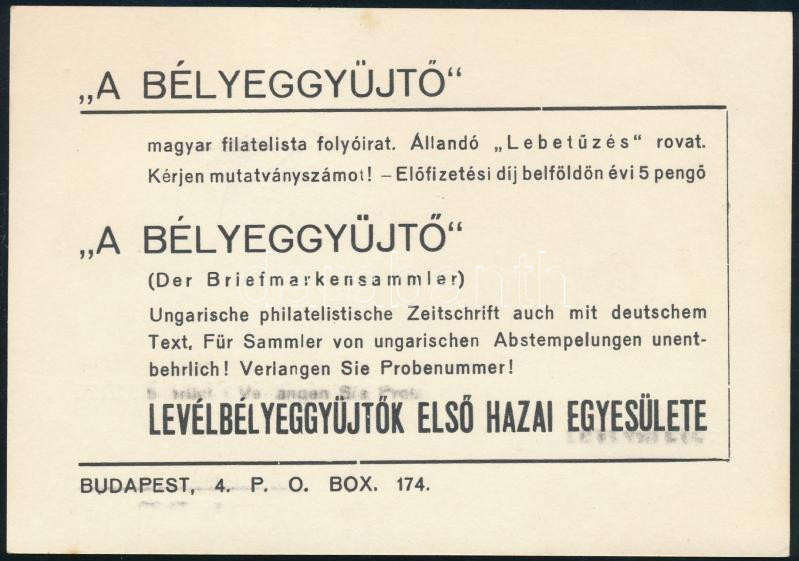 „A BÉLYEGGYÜJTŐ“
magyar filatelista folyóirat. Állandó „Lebetűzés“ rovat.
Kérjen mutatványszámot! – Előfizetési díj belföldön évi 5 pengő
„A BÉLYEGGYÜJTŐ“
(Der Briefmarkensammler)
Ungarische philatelistische Zeitschrift auch mit deutschem
Text, Für Sammler von ungarischen Abstempelungen unent-
behrlich! Verlangen Sie Probenummer!
LEVÉLBÉLYEGGYÜJTŐK ELSŐ HAZAI EGYESÜLETE
BUDAPEST, 4. P. O. BOX. 174.